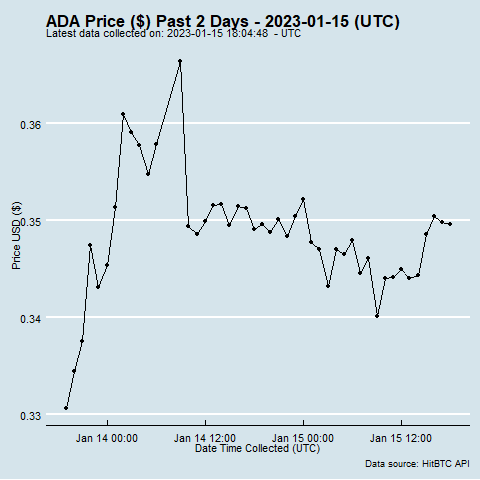 ADA Price ($) Past 2 Days - 2023-01-15 (UTC)
Latest data collected on: 2023-01-15 18:04:48 - UTC
0.36
0.35
0.34
0.33
Price USD ($)
Jan 14 00:00 Jan 14 12:00 Jan 15 00:00 Jan 15 12:00
Date Time Collected (UTC)
Data source: HitBTC API